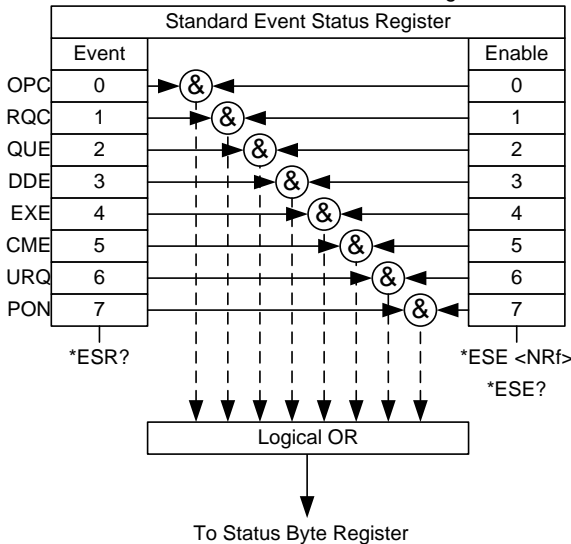 Standard Event Status Register
Event Enable
OPC 0 & 0
RQC 1 & 1
QUE 2 & 2
DDE 3 & 3
EXE 4 & 4
CME 5 & 5
URQ 6 & 6
PON 7 & 7
*ESR? *ESE <NRf>
*ESE?
Logical OR
To Status Byte Register